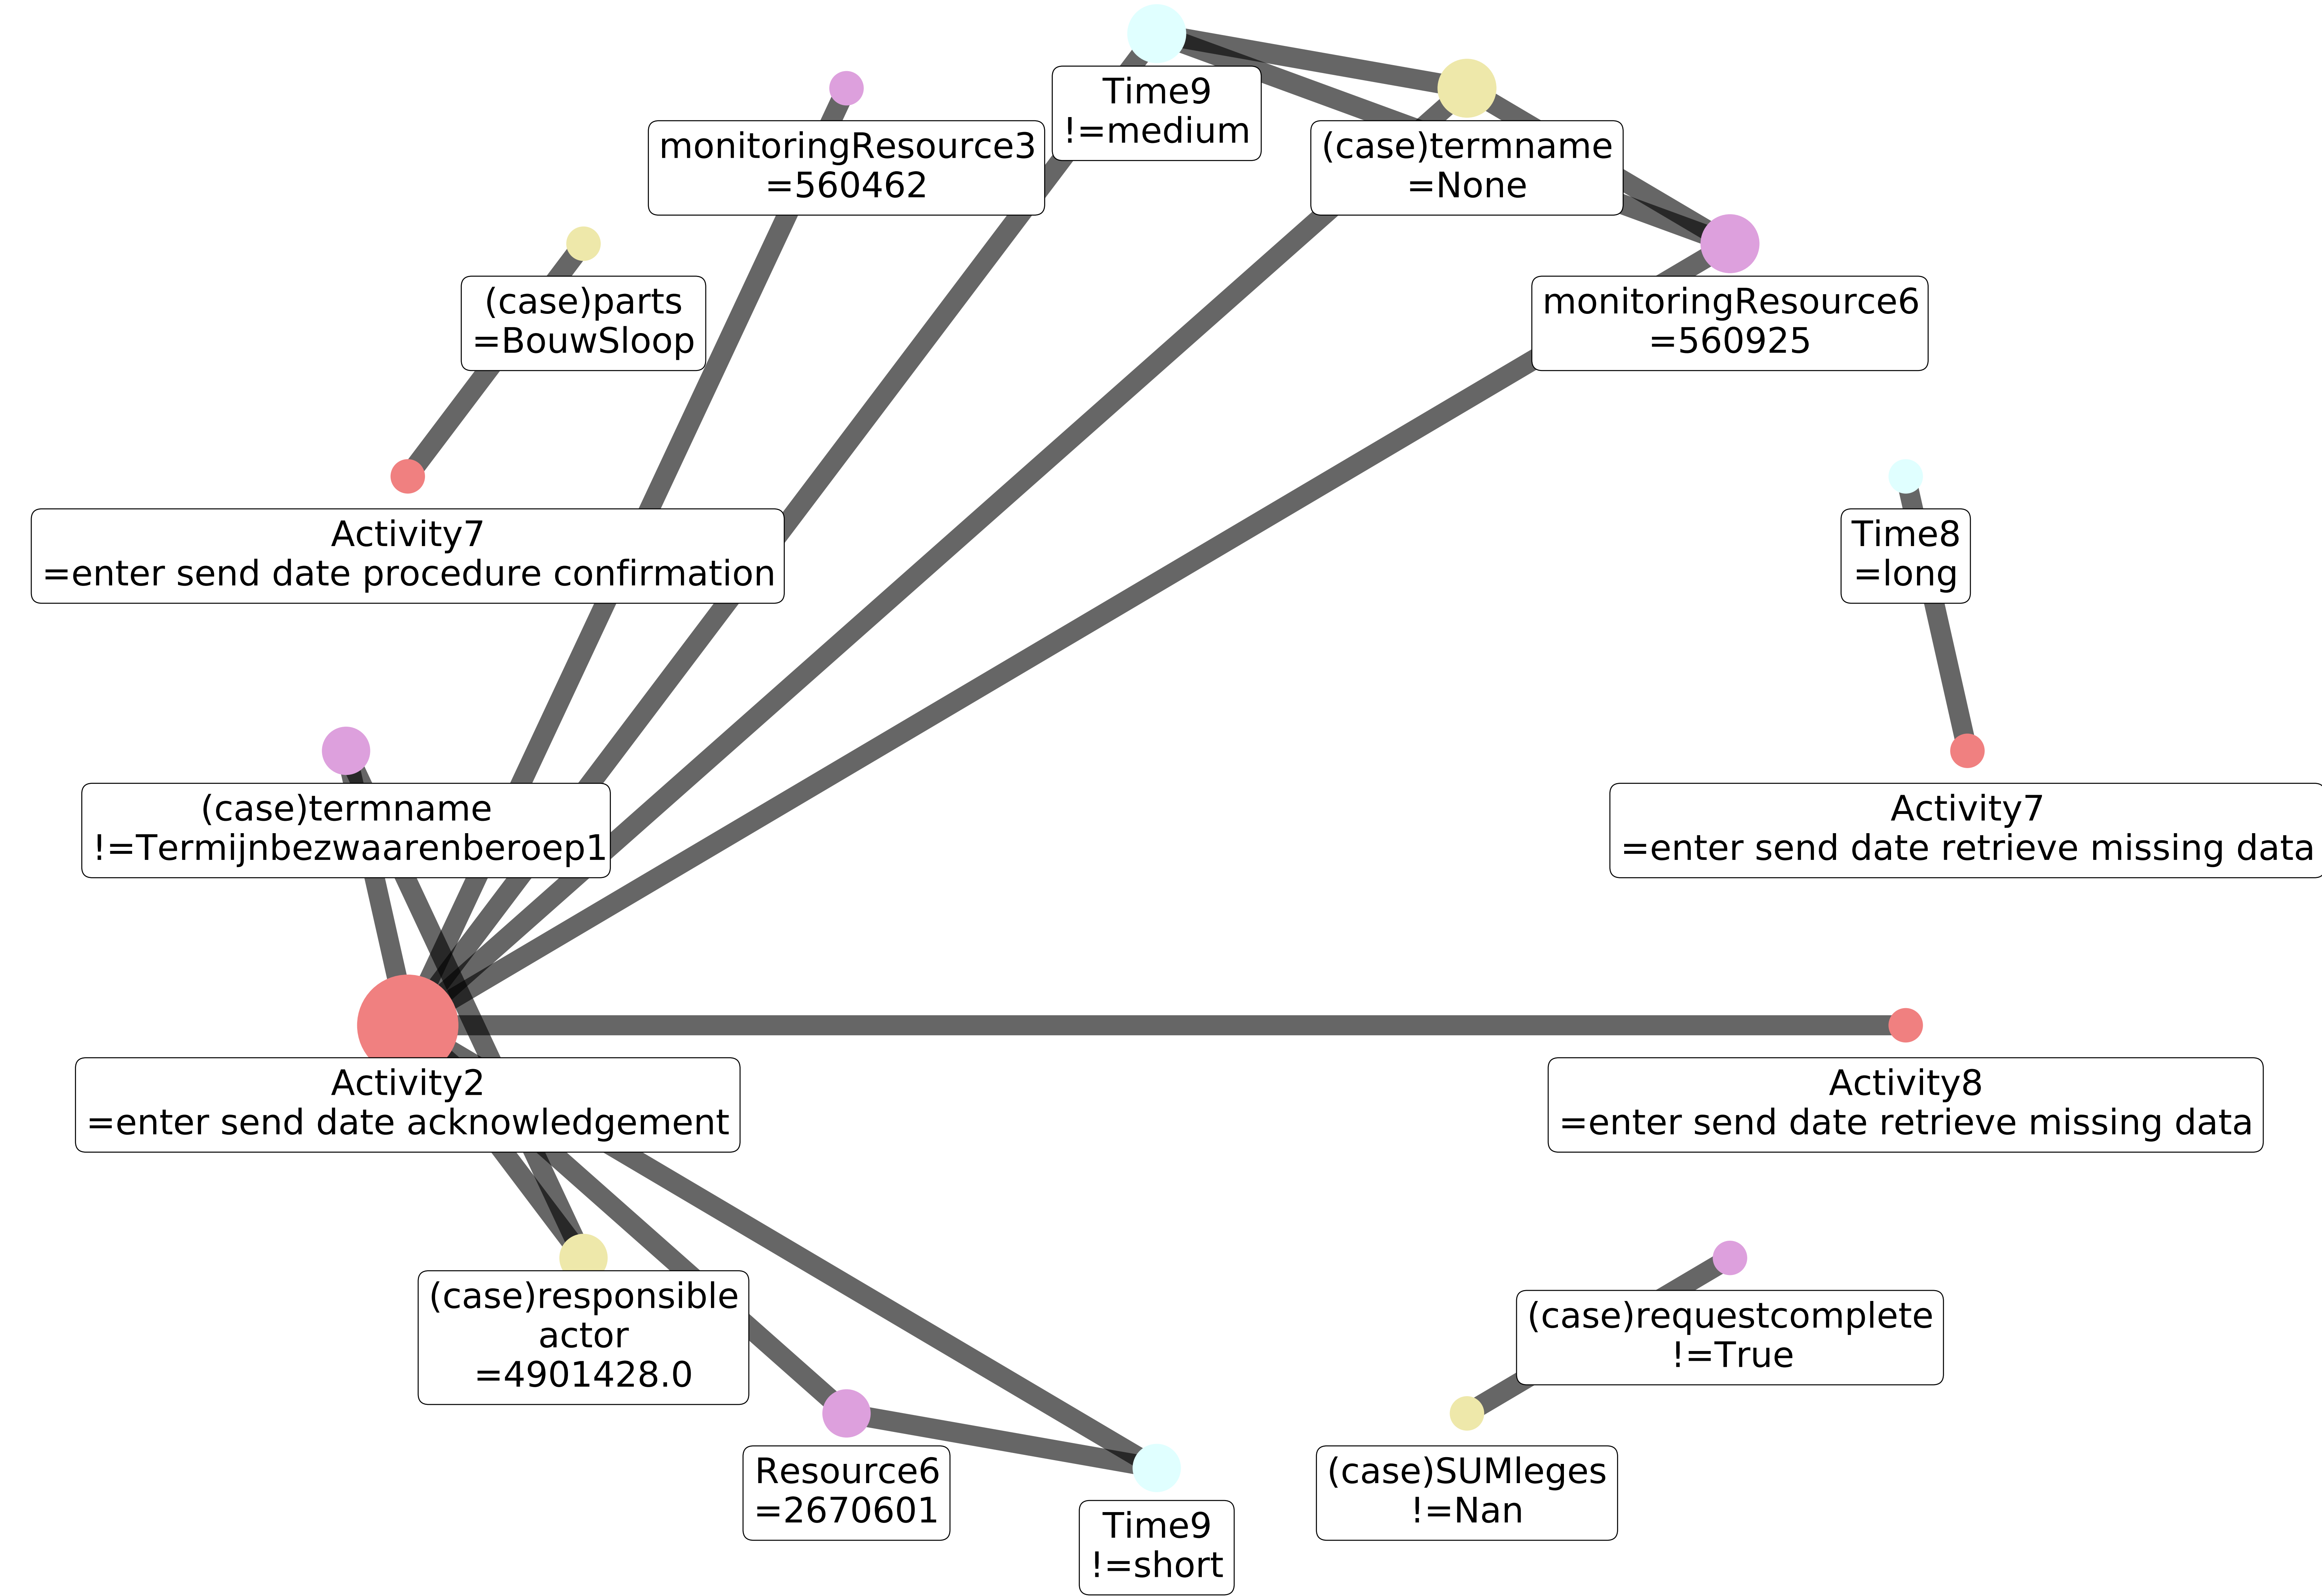 Time9
!=medium
monitoringResource3
=560462
(case)termname
=None
(case)parts
=BouwSloop
monitoringResource6
=560925
Activity7
=enter send date procedure confirmation
Time8
=long
(case)termname
!=Termijnbezwaarenberoep1
Activity7
=enter send date retrieve missing data
Activity2
=enter send date acknowledgement
Activity8
=enter send date retrieve missing data
(case)responsible
actor
=4901428.0
(case)requestcomplete
!=True
Resource6
=2670601
(case)SUMleges
!=Nan
Time9
!=short